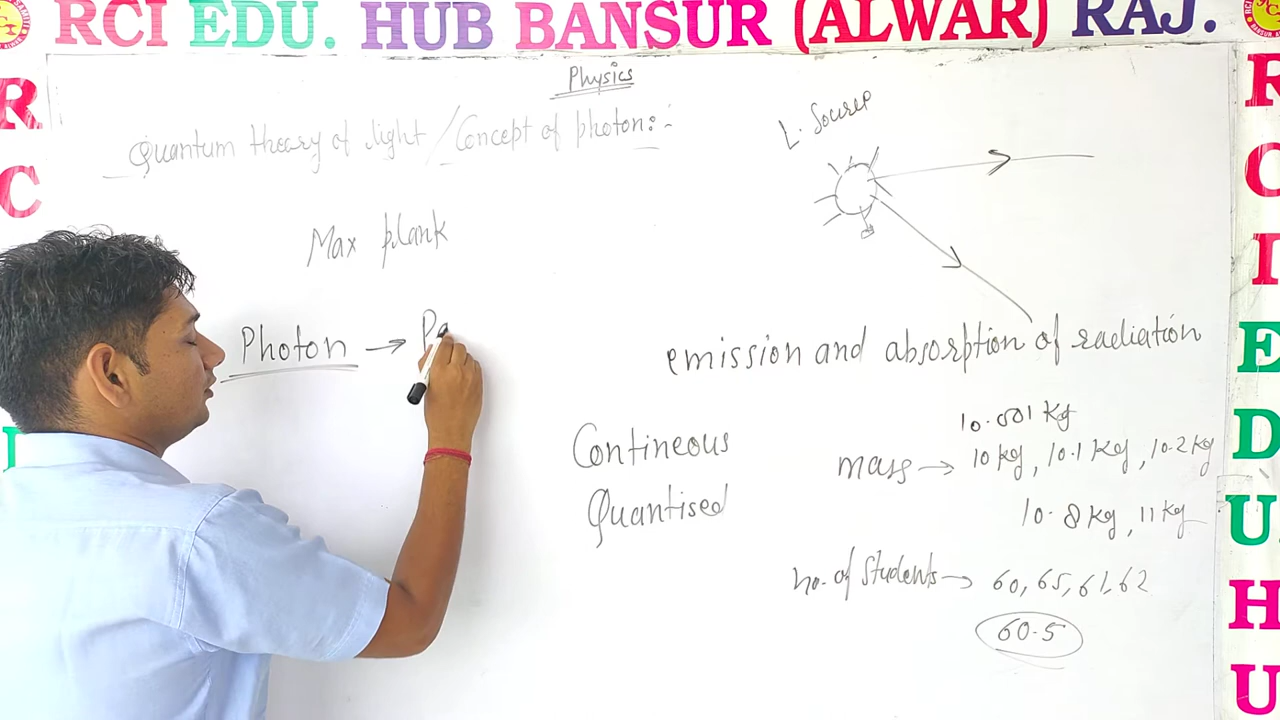 RCI EDU. HUB BANSUR (ALWAR) RAJ.
Physics
Quantum theory of light / Concept of photon:-
L. Source
Max plank
Photon → Pa
emission and absorption of radiation
Contineous
Quantised
10.001 Kg
mass → 10 Kg, 10.1 Kg, 10.2 Kg
10.8 Kg, 11 Kg
no. of Students → 60, 65, 61, 62
60.5
R
C
R
C
I
E
D
U.
H
U